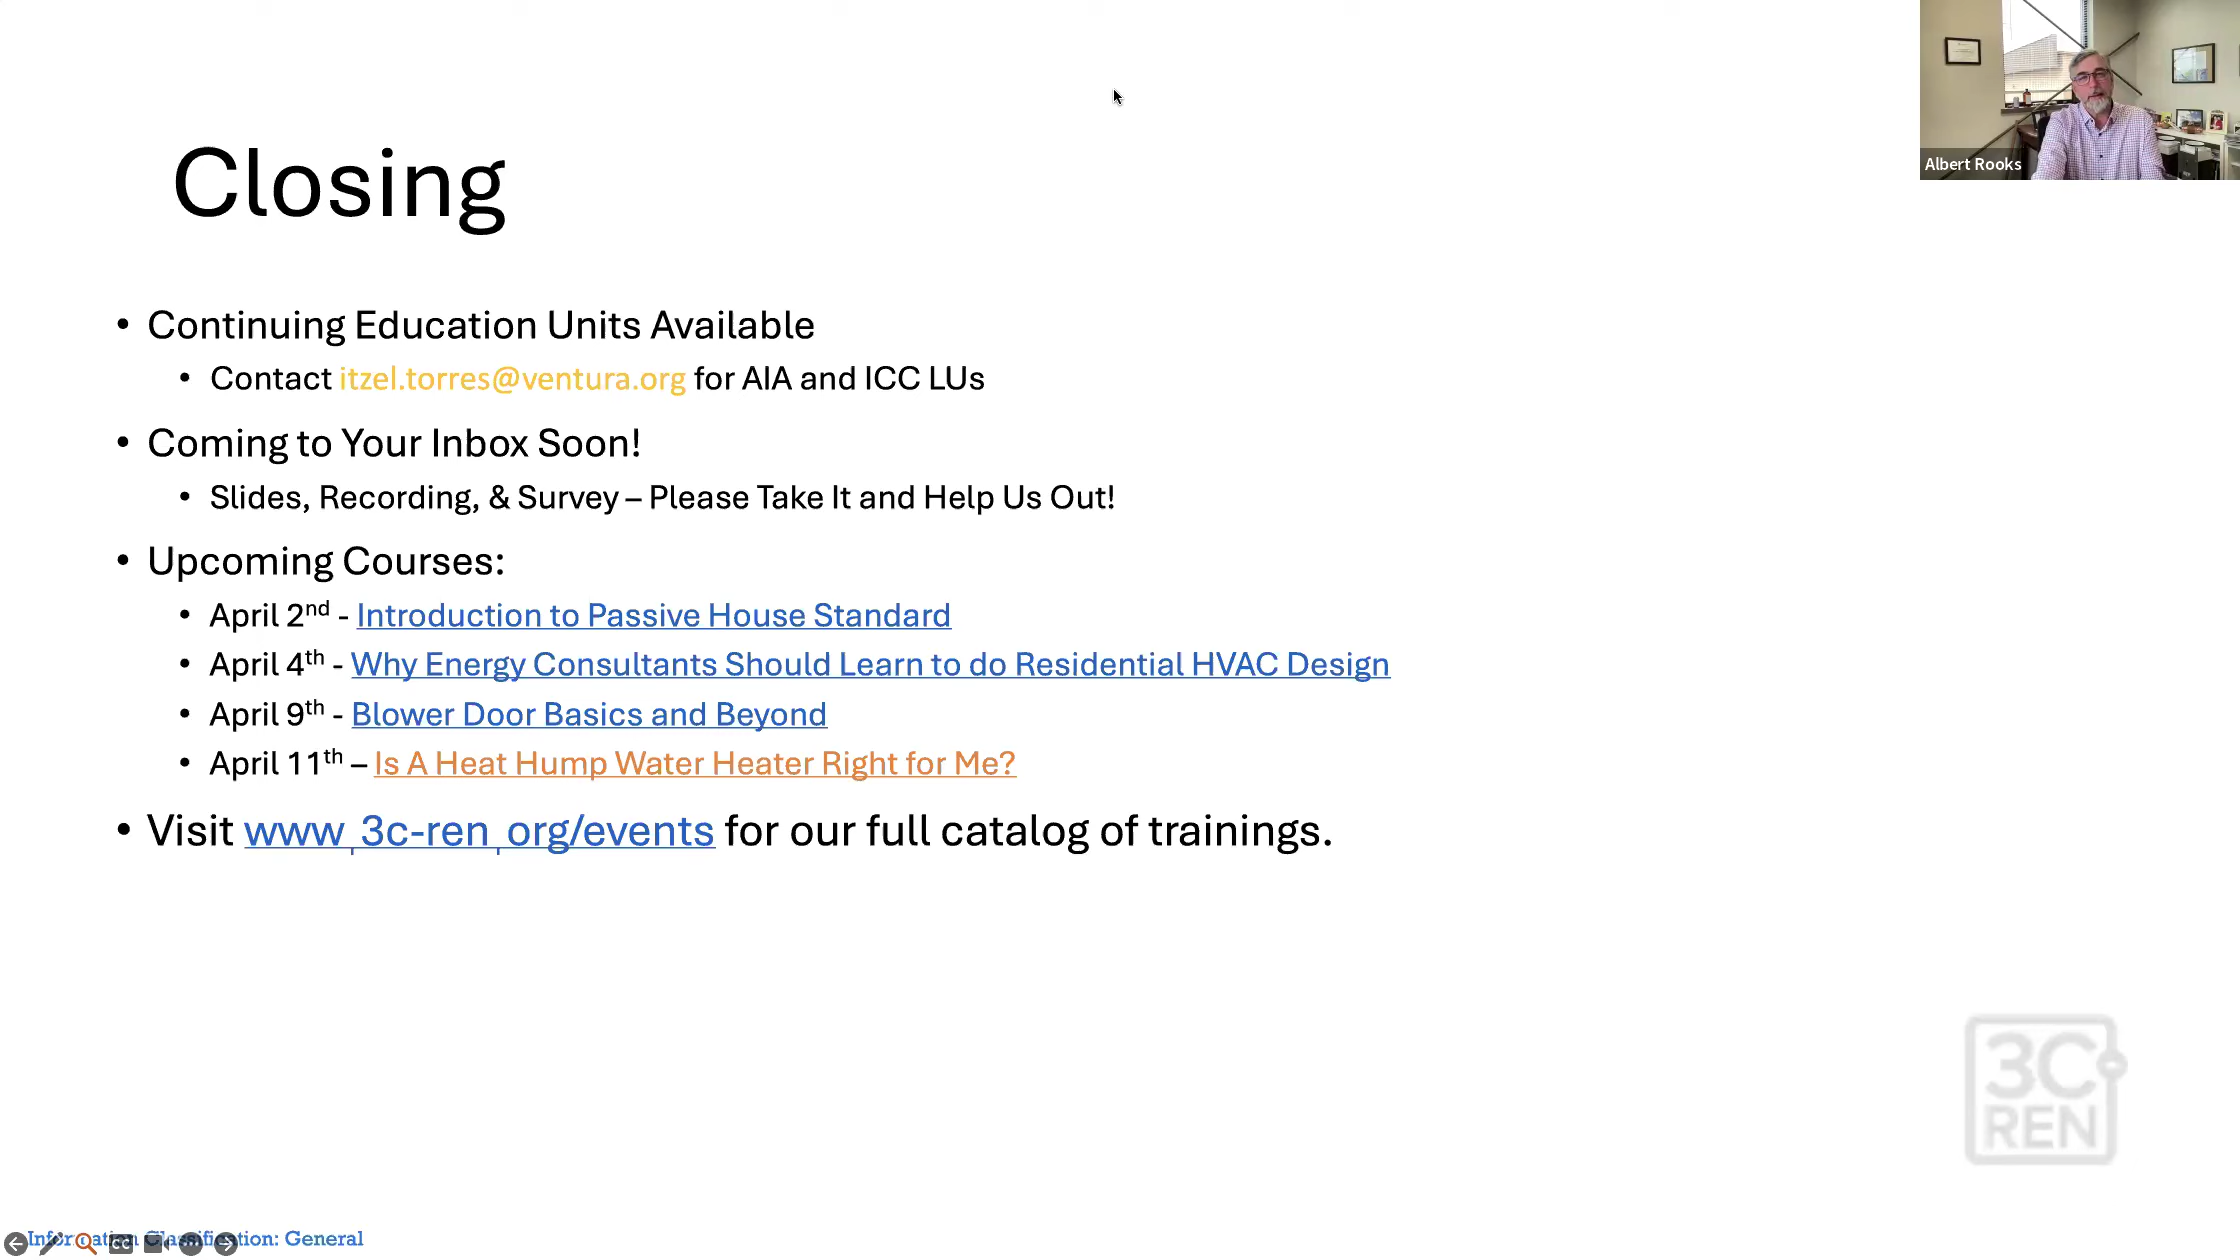 Albert Rooks
Closing
• Continuing Education Units Available
• Contact itzel.torres@ventura.org for AIA and ICC LUs
• Coming to Your Inbox Soon!
• Slides, Recording, & Survey – Please Take It and Help Us Out!
• Upcoming Courses:
• April 2nd - Introduction to Passive House Standard
• April 4th - Why Energy Consultants Should Learn to do Residential HVAC Design
• April 9th - Blower Door Basics and Beyond
• April 11th – Is A Heat Hump Water Heater Right for Me?
• Visit www.3c-ren.org/events for our full catalog of trainings.
3C
REN
Information Classification: General
CC